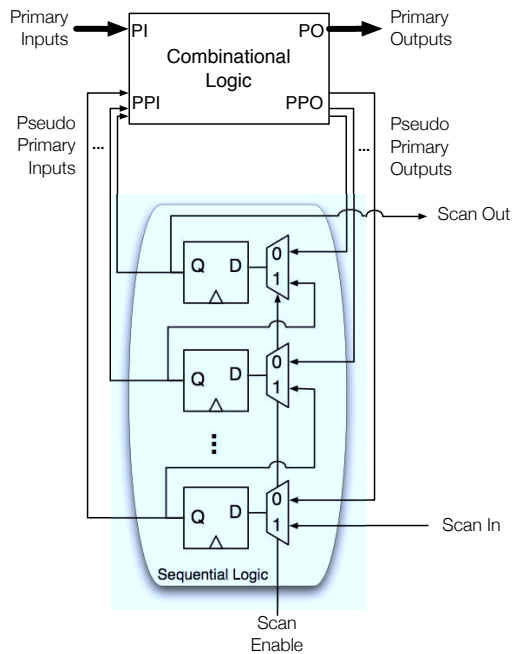 Primary
Inputs
PI
PO
Primary
Outputs
Combinational
Logic
PPI
PPO
Pseudo
Primary
Inputs
...
...
Pseudo
Primary
Outputs
Scan Out
Q
D
0
1
Q
D
0
1
...
Q
D
0
1
Scan In
Sequential Logic
Scan
Enable